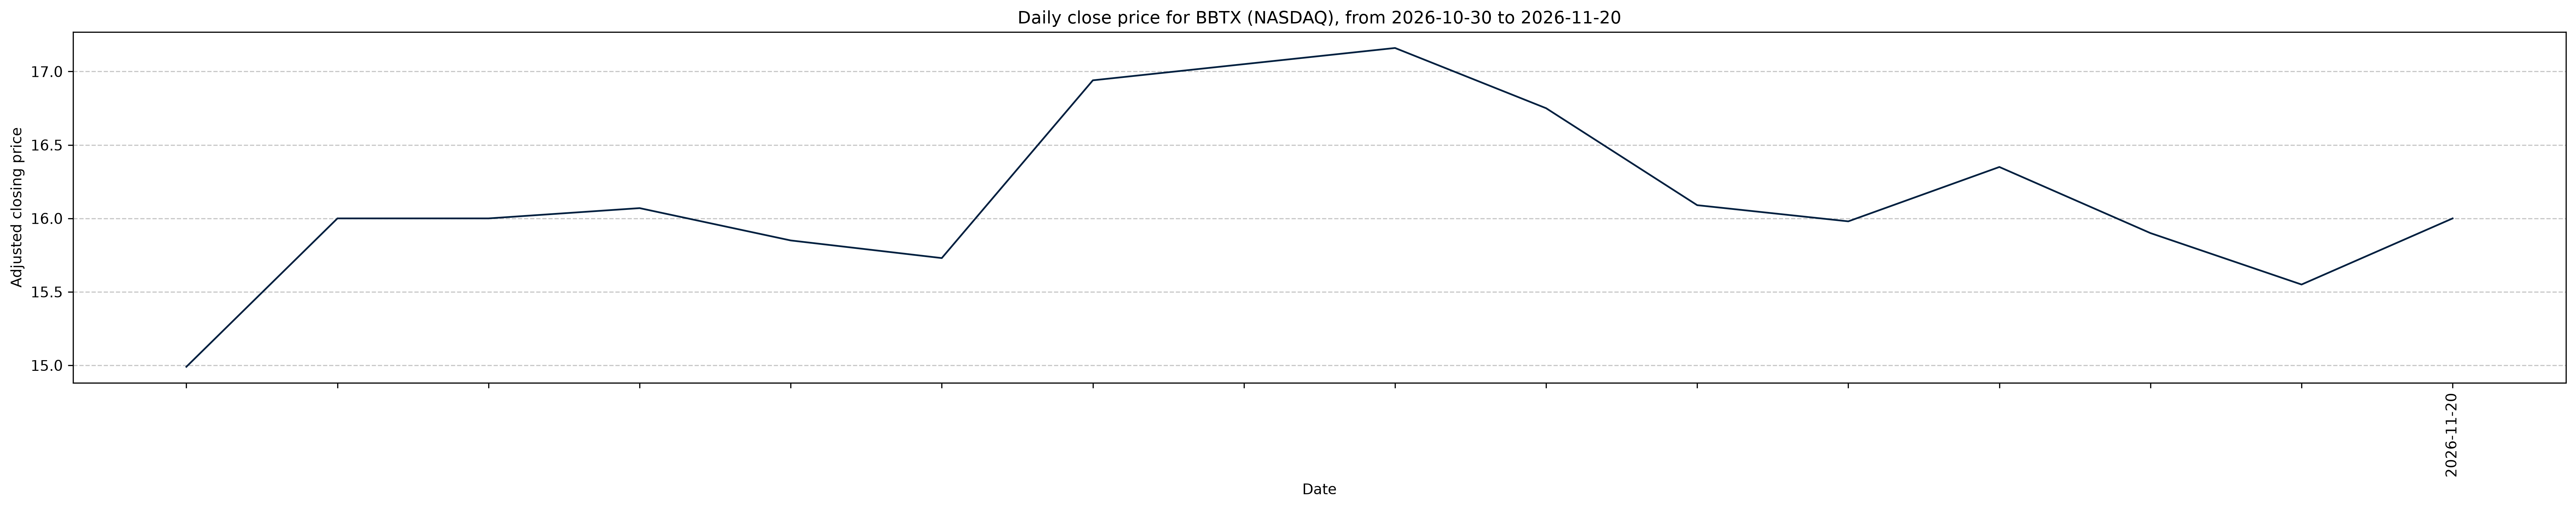 Daily close price for BBTX (NASDAQ), from 2026-10-30 to 2026-11-20
Adjusted closing price
17.0
16.5
16.0
15.5
15.0
2026-11-20
Date